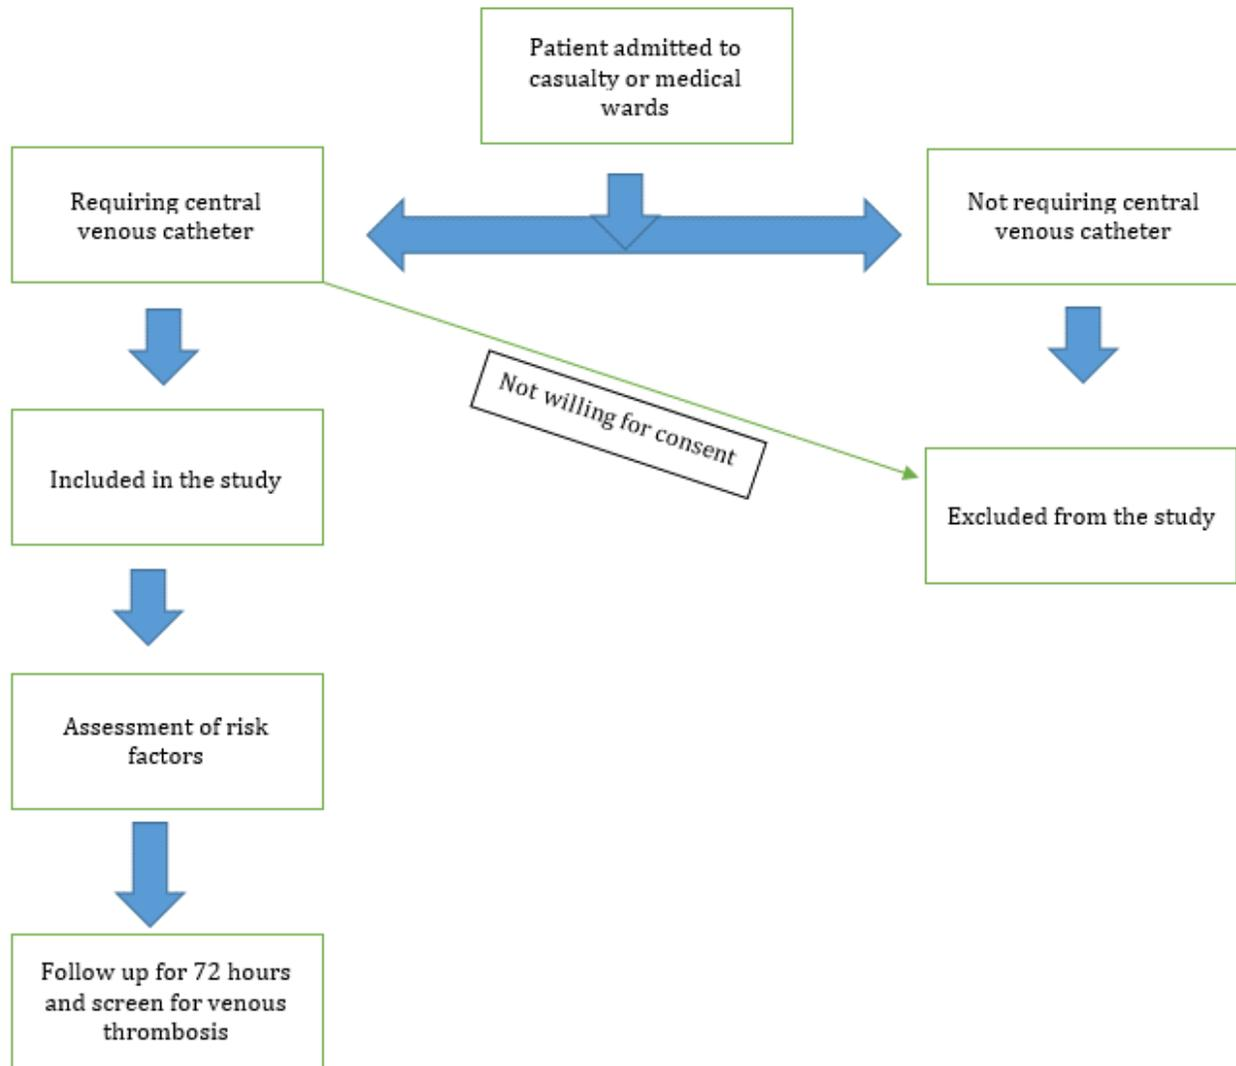 Patient admitted to
casualty or medical
wards
Requiring central
venous catheter
Not requiring central
venous catheter
Not willing for consent
Included in the study
Excluded from the study
Assessment of risk
factors
Follow up for 72 hours
and screen for venous
thrombosis